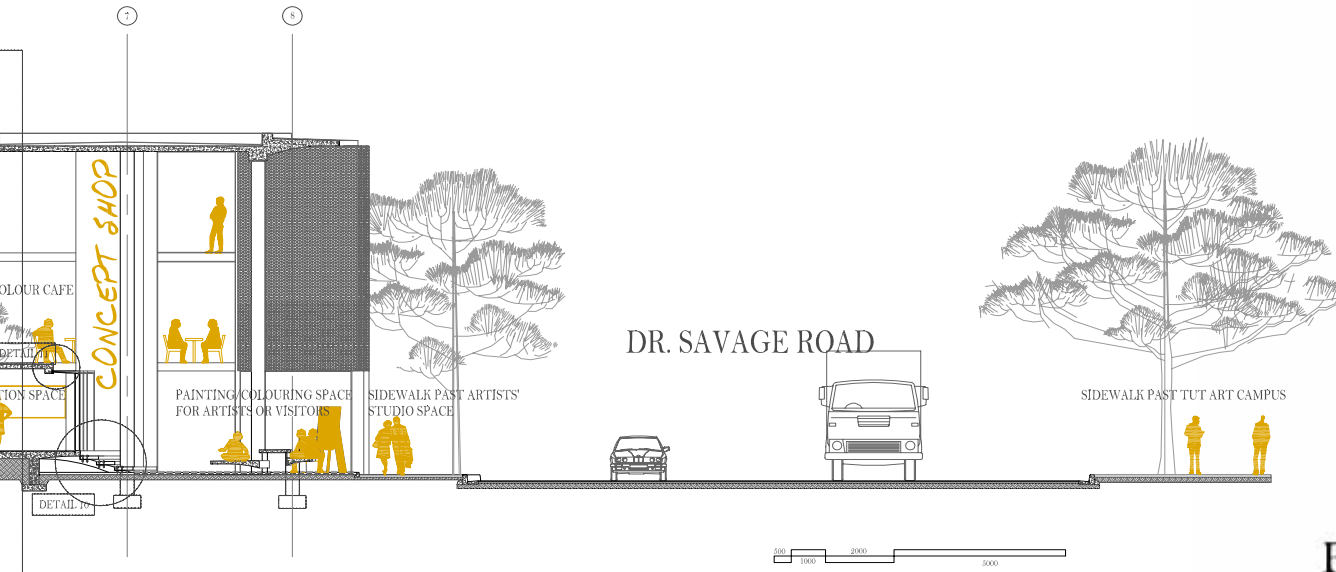 7
8
CONCEPT SHOP
OLOUR CAFE
DR. SAVAGE ROAD
DETAIL
TION SPACE
PAINTING/COLOURING SPACE
FOR ARTISTS OR VISITORS
SIDEWALK PAST ARTISTS'
STUDIO SPACE
SIDEWALK PAST TUT ART CAMPUS
DETAIL 10
500
1000
2000
5000